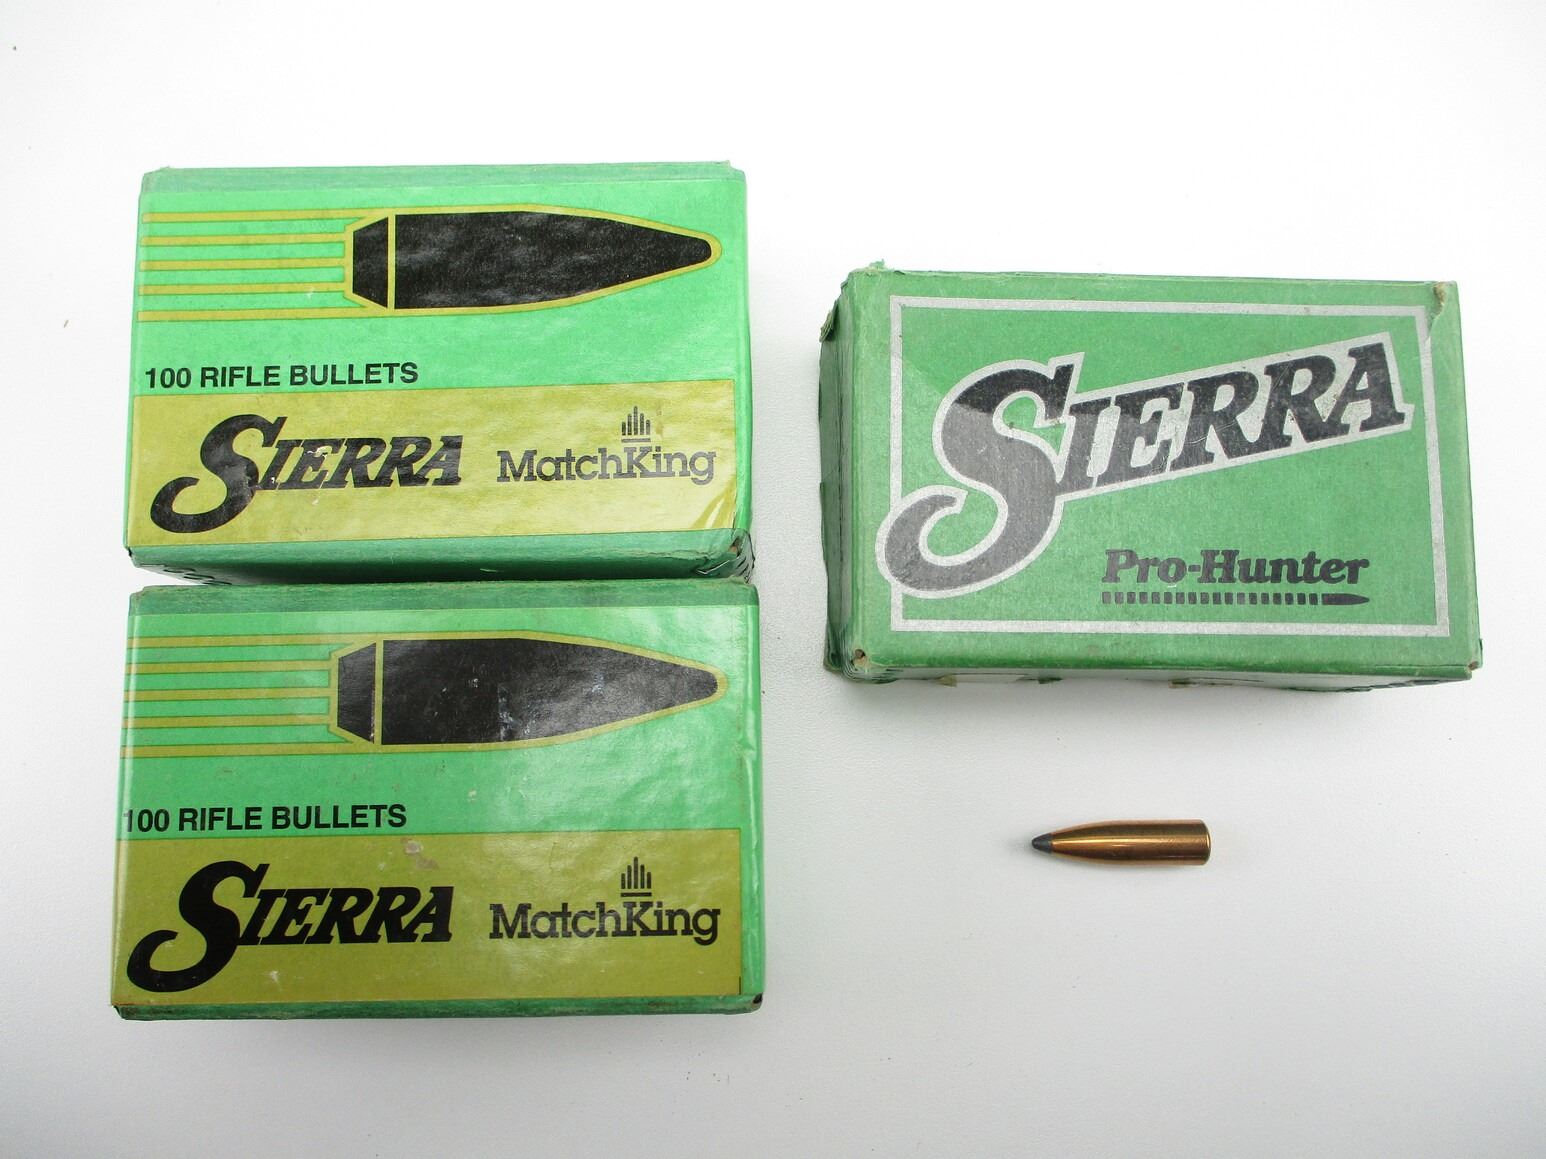 100 RIFLE BULLETS
SIERRA MatchKing
100 RIFLE BULLETS
SIERRA MatchKing
SIERRA
Pro-Hunter